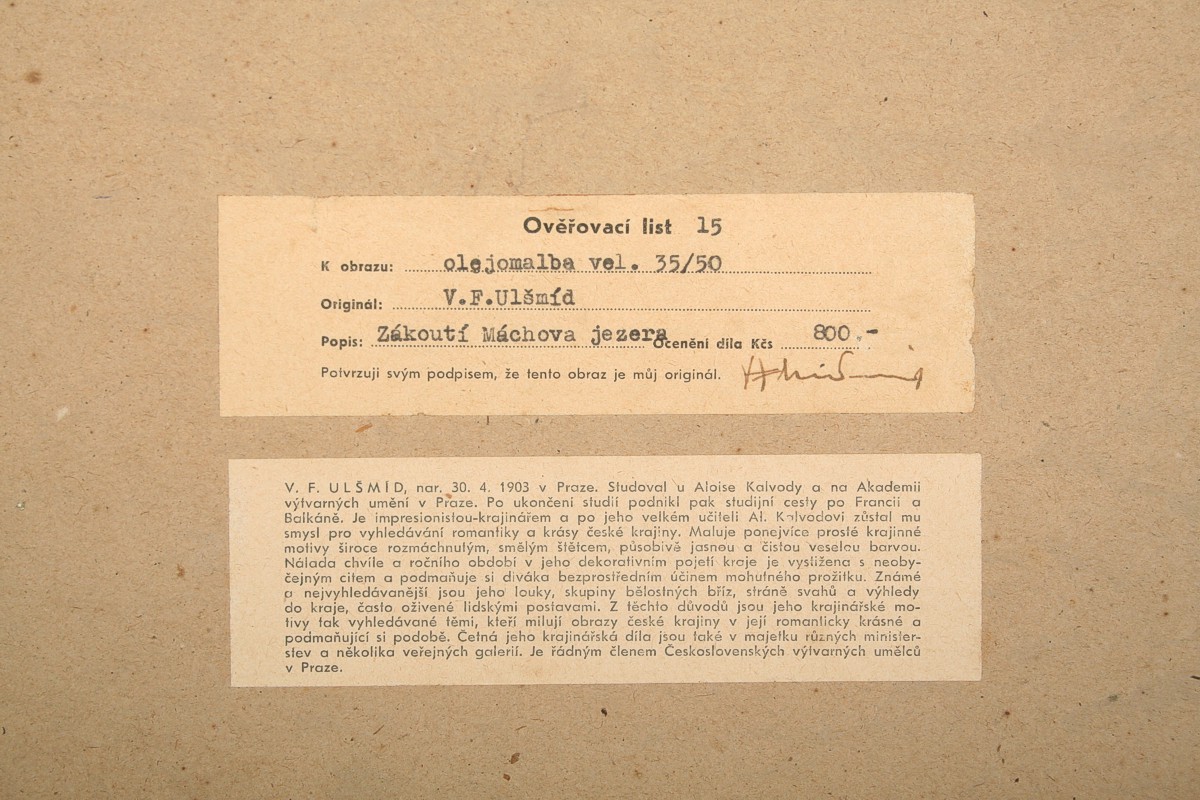 Ověřovací list 15
K obrazu: olejomalba vel. 35/50
Originál: V.F.Ulšmíd
Popis: Zákoutí Máchova jezera Ocenění díla Kčs 800.-
Potvrzuji svým podpisem, že tento obraz je můj originál.
V. F. ULŠMÍD, nar. 30. 4. 1903 v Praze. Studoval u Aloise Kalvody a na Akademii
výtvarných umění v Praze. Po ukončení studií podnikl pak studijní cesty po Francii a
Balkáně. Je impresionistou-krajinářem a po jeho velkém učiteli Al. Kalvodovi zůstal mu
smysl pro vyhledávání romantiky a krásy české krajiny. Maluje ponejvíce prosté krajinné
motivy široce rozmáchnutým, smělým štětcem, působivě jasnou a čistou veselou barvou.
Nálada chvíle a ročního období v jeho dekorativním pojetí kraje je vystižena s neoby-
čejným citem a podmaňuje si diváka bezprostředním účinem mohutného prožitku. Známé
a nejvyhledávanější jsou jeho louky, skupiny bělostných bříz, stráně svahů a výhledy
do kraje, často oživené lidskými postavami. Z těchto důvodů jsou jeho krajinářské mo-
tivy tak vyhledávané těmi, kteří milují obrazy české krajiny v její romanticky krásné a
podmaňující si podobě. Četná jeho krajinářská díla jsou také v majetku různých minister-
stev a několika veřejných galerií. Je řádným členem Československých výtvarných umělců
v Praze.